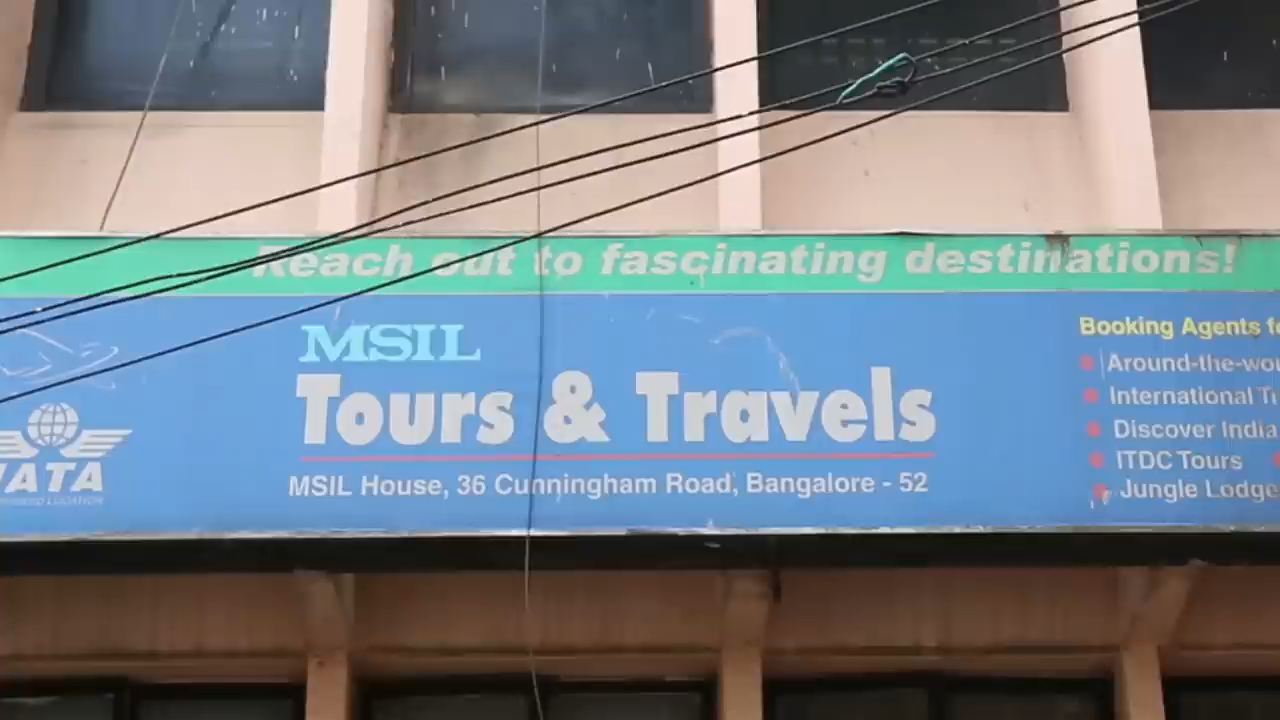 Reach out to fascinating destinations!
MSIL
Tours & Travels
MSIL House, 36 Cunningham Road, Bangalore - 52
IATA
Booking Agents
Around-the-wo
International
Discover India
ITDC Tours
Jungle Lodge